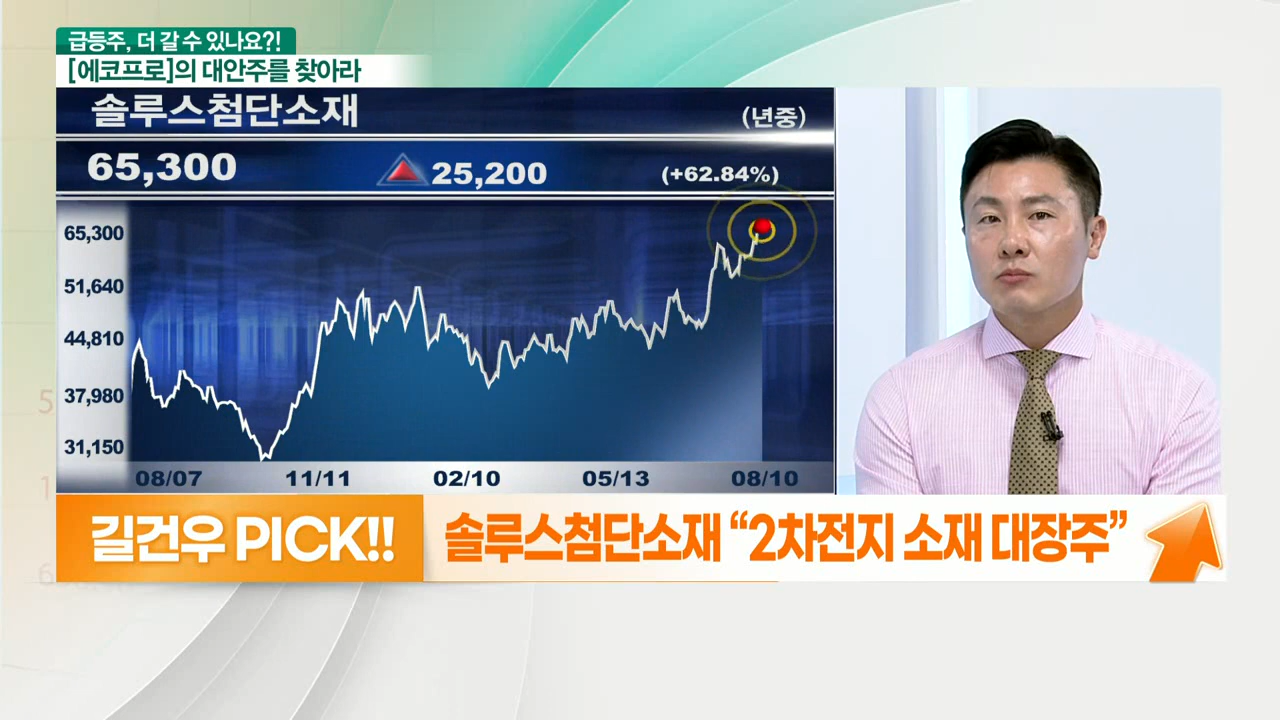 급등주, 더 갈 수 있나요?!
[에코프로]의 대안주를 찾아라
솔루스첨단소재 (년중)
65,300 25,200 (+62.84%)
65,300
51,640
44,810
37,980
31,150
08/07 11/11 02/10 05/13 08/10
5
1
6
길건우 PICK!! 솔루스첨단소재 “2차전지 소재 대장주”